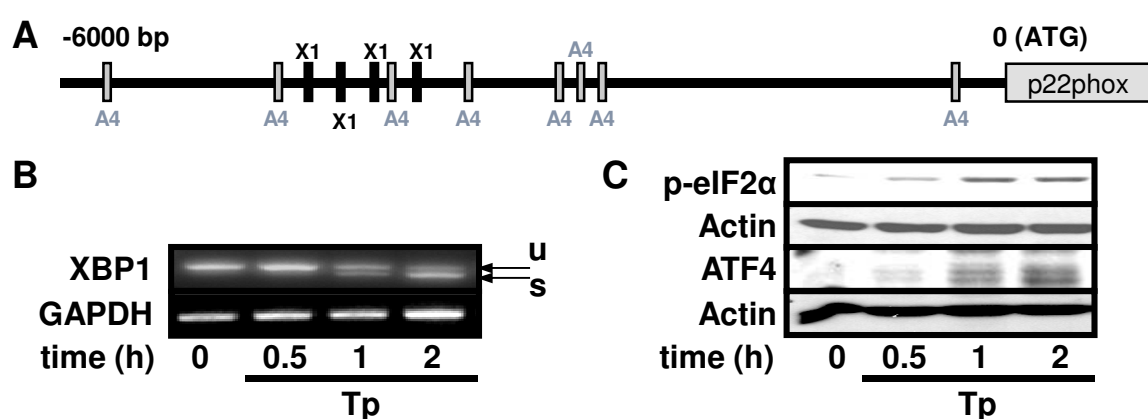 A -6000 bp 0 (ATG)
X1 X1 X1 A4
p22phox
A4 A4 X1 A4 A4 A4 A4 A4
B
XBP1 u
s
GAPDH
time (h) 0 0.5 1 2
Tp
C
p-eIF2α
Actin
ATF4
Actin
time (h) 0 0.5 1 2
Tp